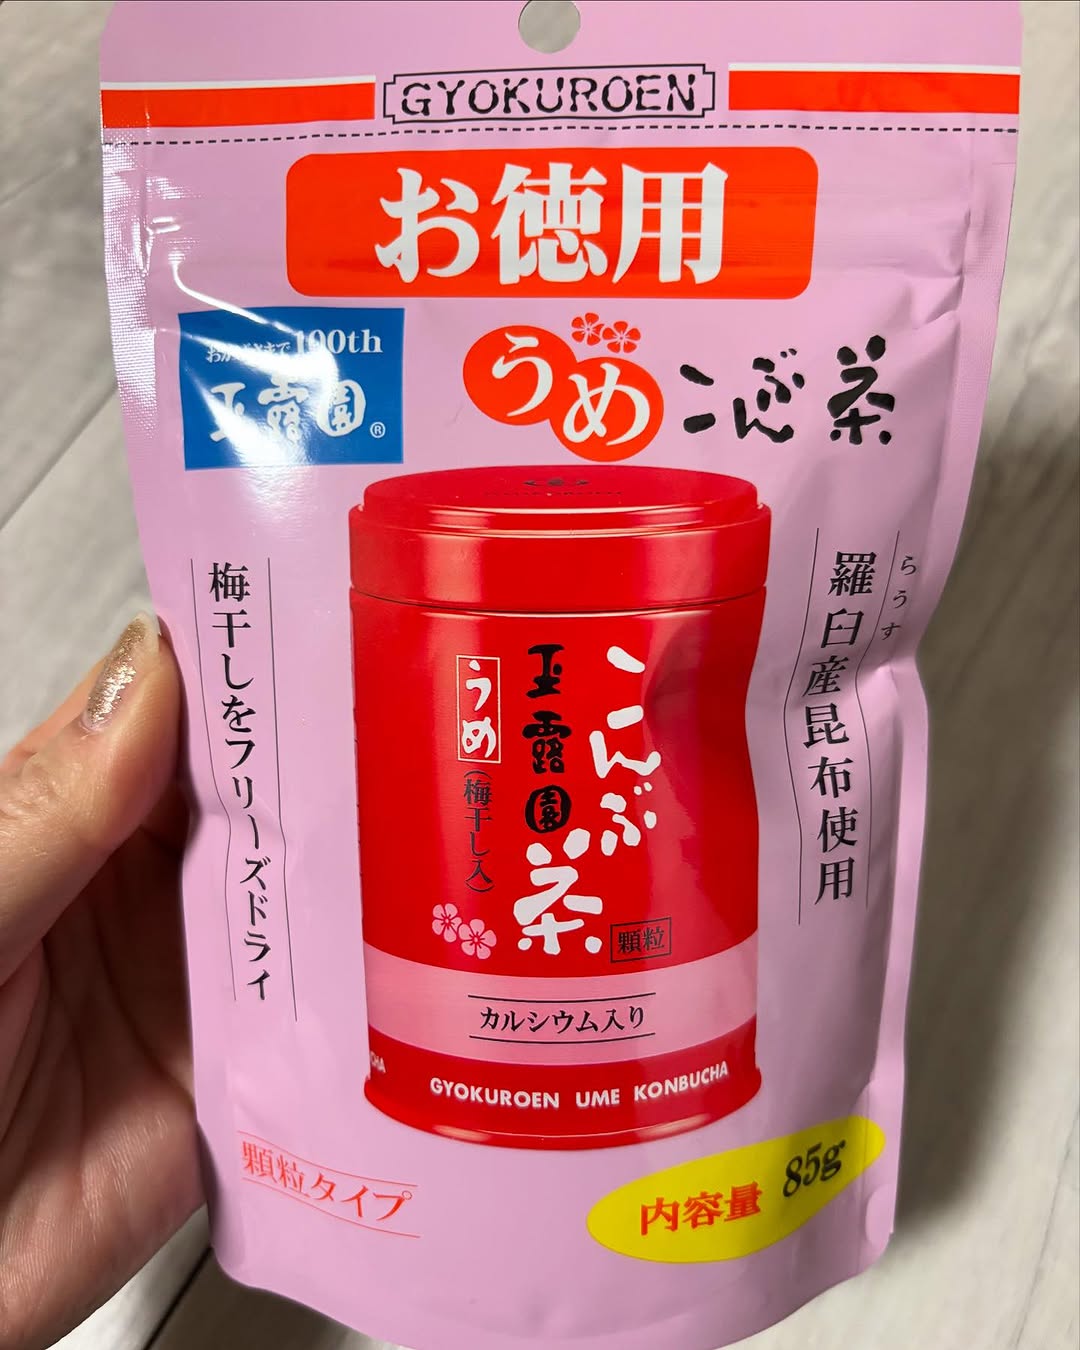 GYOKUROEN
お徳用
おかげさまで100th
玉露園®
うめこんぶ茶
らうす
羅臼産昆布使用
梅干しをフリーズドライ
こんぶ茶
玉露園
うめ
(梅干し入)
顆粒
カルシウム入り
CHA
GYOKUROEN UME KONBUCHA
顆粒タイプ
内容量 85g